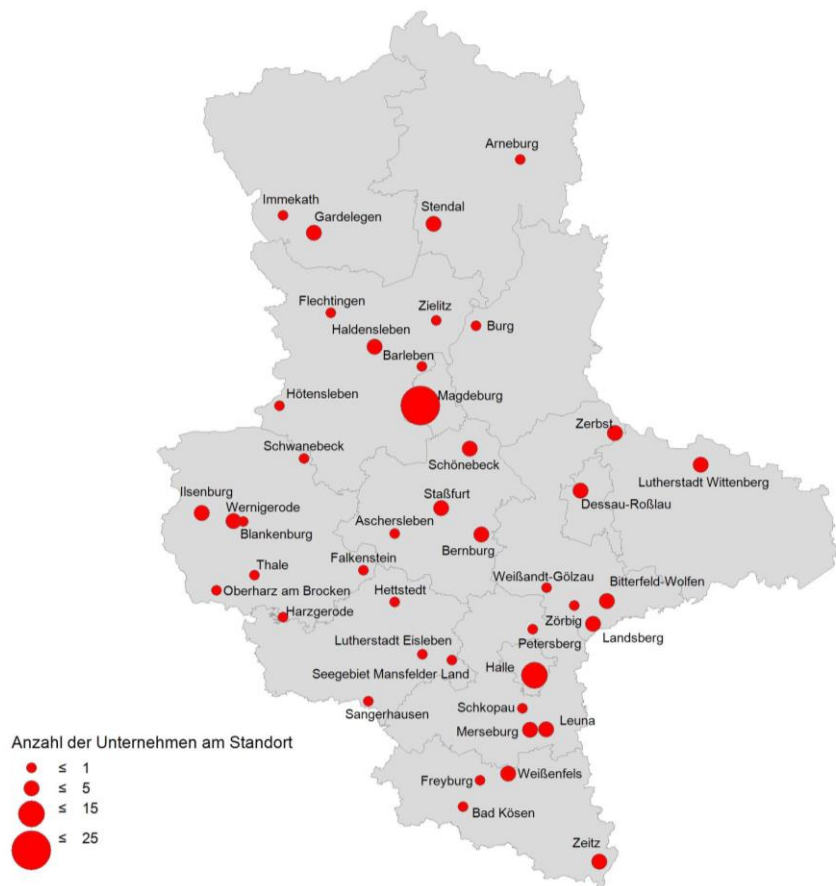 Arneburg
Immekath
Gardelegen
Stendal
Flechtingen
Zielitz
Burg
Haldensleben
Barleben
Magdeburg
Hötensleben
Zerbst
Schwanebeck
Schönebeck
Lutherstadt Wittenberg
Ilsenburg
Staßfurt
Dessau-Roßlau
Wernigerode
Aschersleben
Blankenburg
Bernburg
Falkenstein
Thale
Weißandt-Gölzau
Bitterfeld-Wolfen
Oberharz am Brocken
Hettstedt
Harzgerode
Zörbig
Petersberg
Landsberg
Lutherstadt Eisleben
Halle
Seegebiet Mansfelder Land
Schkopau
Sangerhausen
Leuna
Merseburg
Anzahl der Unternehmen am Standort
≤ 1
≤ 5
≤ 15
≤ 25
Weißenfels
Freyburg
Bad Kösen
Zeitz